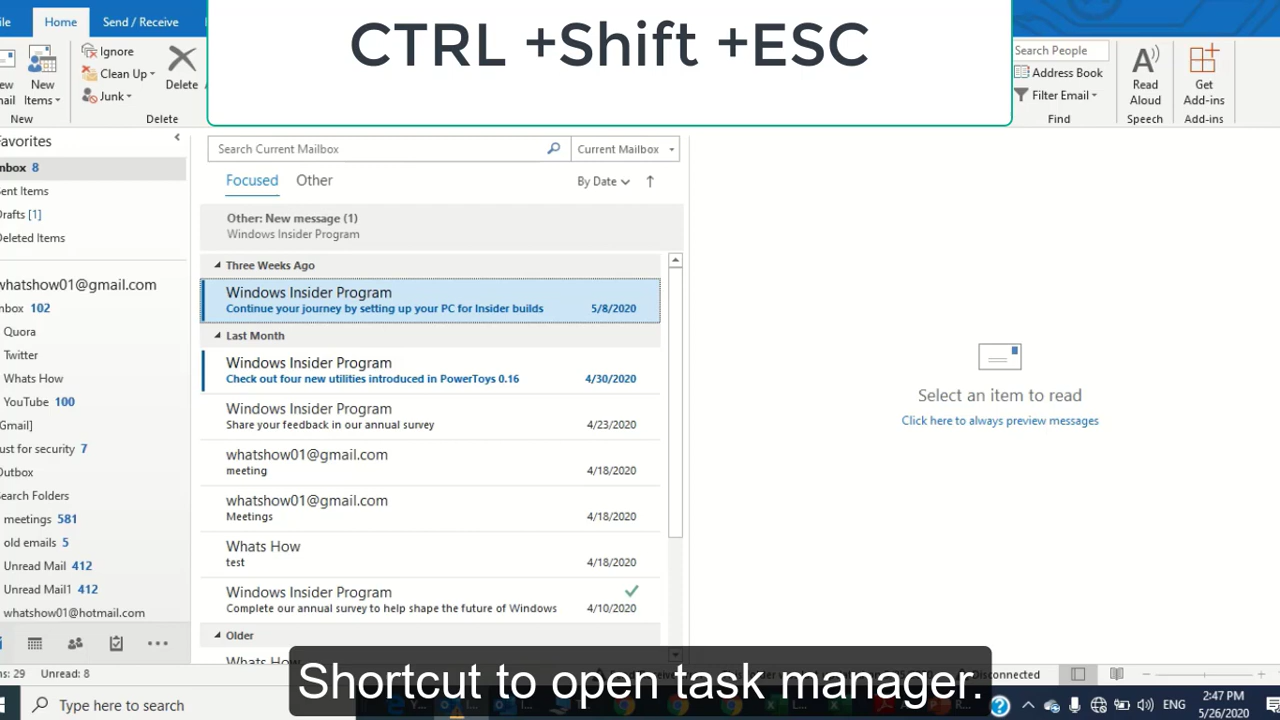 CTRL +Shift +ESC
Home
Send / Receive
Ignore
Clean Up
Junk
Delete
New
Items
New
Delete
Search People
Address Book
Filter Email
Find
Read
Aloud
Speech
Get
Add-ins
Add-ins
Favorites
8
Drafts [1]
Deleted Items
whatshow01@gmail.com
102
Quora
Twitter
Whats How
YouTube 100
for security 7
Search Folders
meetings 581
old emails 5
Unread Mail 412
Unread Mail1 412
whatshow01@hotmail.com
Search Current Mailbox
Current Mailbox
Focused
Other
By Date
Other: New message (1)
Windows Insider Program
Three Weeks Ago
Windows Insider Program
Continue your journey by setting up your PC for Insider builds 5/8/2020
Last Month
Windows Insider Program
Check out four new utilities introduced in PowerToys 0.16 4/30/2020
Windows Insider Program
Share your feedback in our annual survey 4/23/2020
whatshow01@gmail.com
meeting 4/18/2020
whatshow01@gmail.com
Meetings 4/18/2020
Whats How
test 4/18/2020
Windows Insider Program
Complete our annual survey to help shape the future of Windows 4/10/2020
Older
Select an item to read
Click here to always preview messages
Shortcut to open task manager.
29
Unread: 8
Type here to search
ENG
2:47 PM
5/26/2020